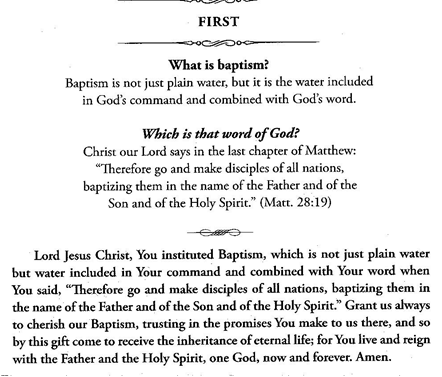 FIRST
What is baptism?
Baptism is not just plain water, but it is the water included
in God's command and combined with God's word.
Which is that word of God?
Christ our Lord says in the last chapter of Matthew:
"Therefore go and make disciples of all nations,
baptizing them in the name of the Father and of the
Son and of the Holy Spirit." (Matt. 28:19)
Lord Jesus Christ, You instituted Baptism, which is not just plain water
but water included in Your command and combined with Your word when
You said, "Therefore go and make disciples of all nations, baptizing them in
the name of the Father and of the Son and of the Holy Spirit." Grant us always
to cherish our Baptism, trusting in the promises You make to us there, and so
by this gift come to receive the inheritance of eternal life; for You live and reign
with the Father and the Holy Spirit, one God, now and forever. Amen.